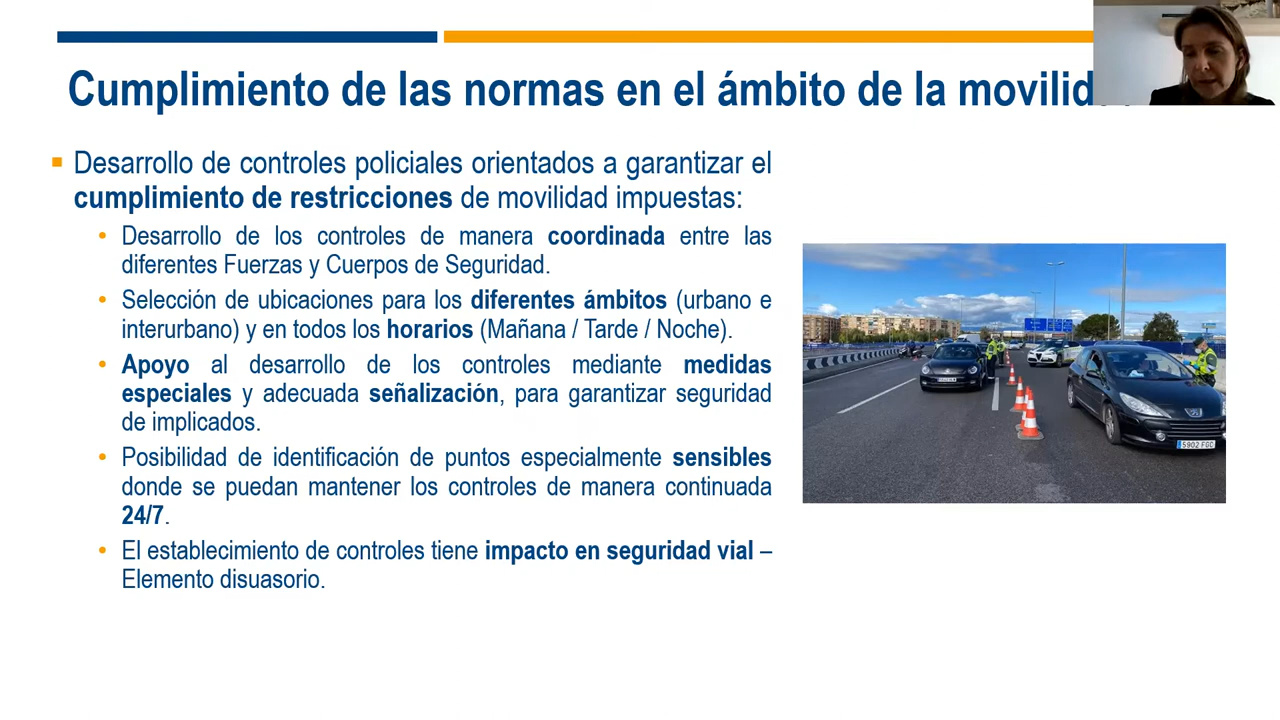 Cumplimiento de las normas en el ámbito de la
Desarrollo de controles policiales orientados a garantizar el
cumplimiento de restricciones de movilidad impuestas:
Desarrollo de los controles de manera coordinada entre las
diferentes Fuerzas y Cuerpos de Seguridad.
Selección de ubicaciones para los diferentes ámbitos (urbano e
interurbano) y en todos los horarios (Mañana / Tarde / Noche).
Apoyo al desarrollo de los controles mediante medidas
especiales y adecuada señalización, para garantizar seguridad
de implicados.
Posibilidad de identificación de puntos especialmente sensibles
donde se puedan mantener los controles de manera continuada
24/7.
El establecimiento de controles tiene impacto en seguridad vial –
Elemento disuasorio.
5902 FGC